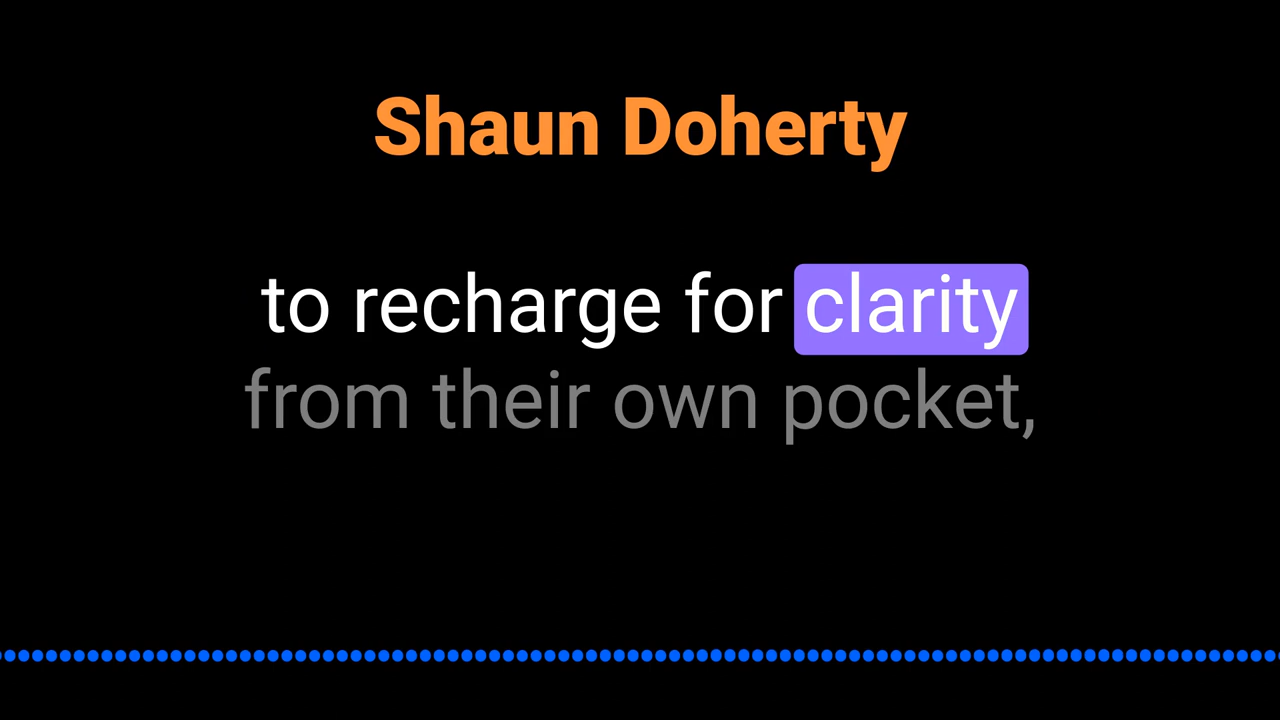 Shaun Doherty
to recharge for clarity
from their own pocket,